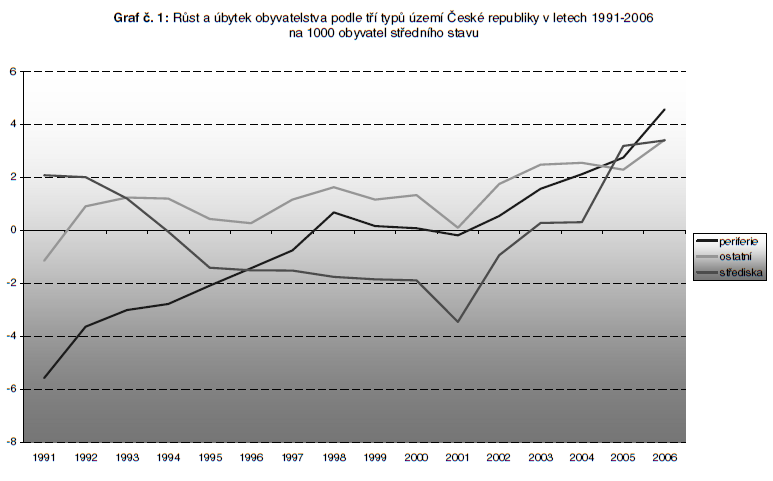 Graf č. 1: Růst a úbytek obyvatelstva podle tří typů území České republiky v letech 1991-2006
na 1000 obyvatel středního stavu
6
4
2
0
-2
-4
-6
-8
1991 1992 1993 1994 1995 1996 1997 1998 1999 2000 2001 2002 2003 2004 2005 2006
periferie
ostatní
střediska